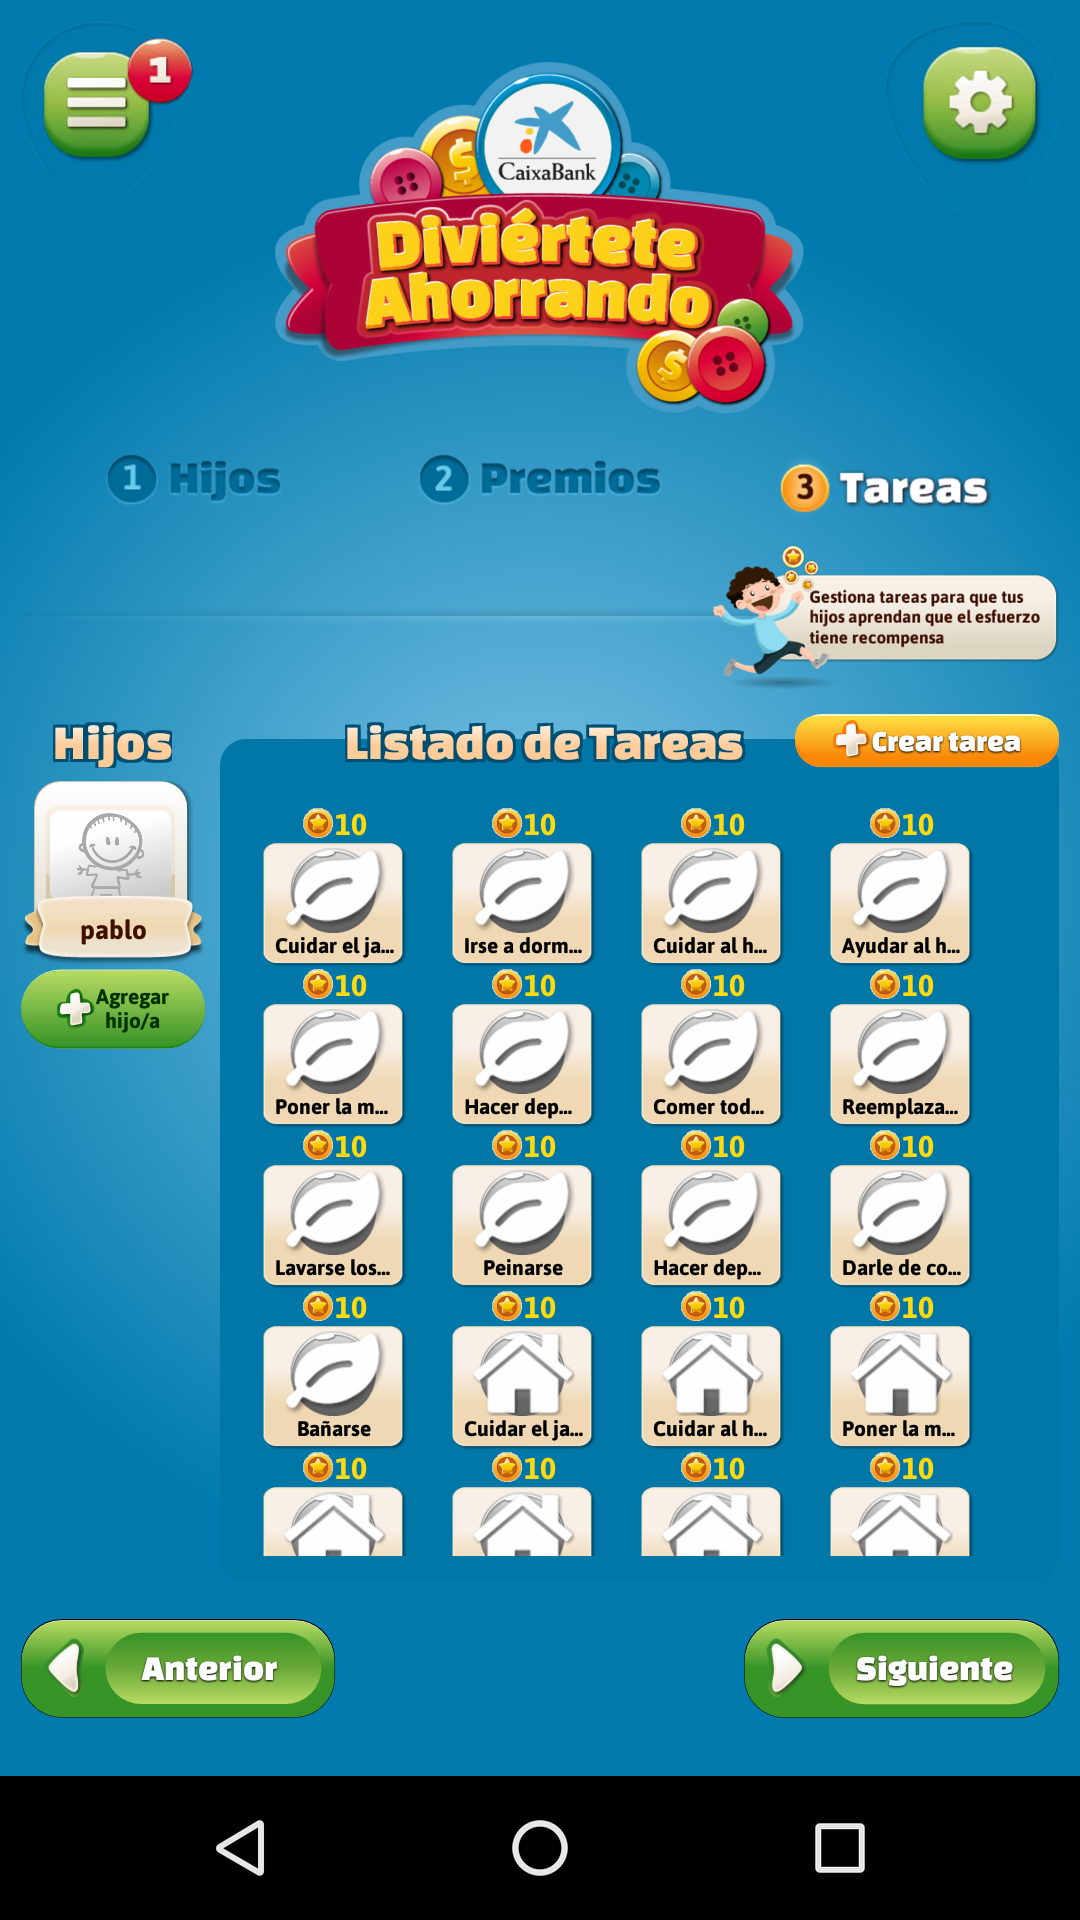 1
CaixaBank
Diviértete
Ahorrando
1 Hijos
2 Premios
3 Tareas
Gestiona tareas para que tus
hijos aprendan que el esfuerzo
tiene recompensa
Hijos
Listado de Tareas
Crear tarea
pablo
Agregar
hijo/a
10 10 10 10
Cuidar el ja... Irse a dorm... Cuidar al h... Ayudar al h...
10 10 10 10
Poner la m... Hacer dep... Comer tod... Reemplaza...
10 10 10 10
Lavarse los... Peinarse Hacer dep... Darle de co...
10 10 10 10
Bañarse Cuidar el ja... Cuidar al h... Poner la m...
10 10 10 10
Anterior
Siguiente